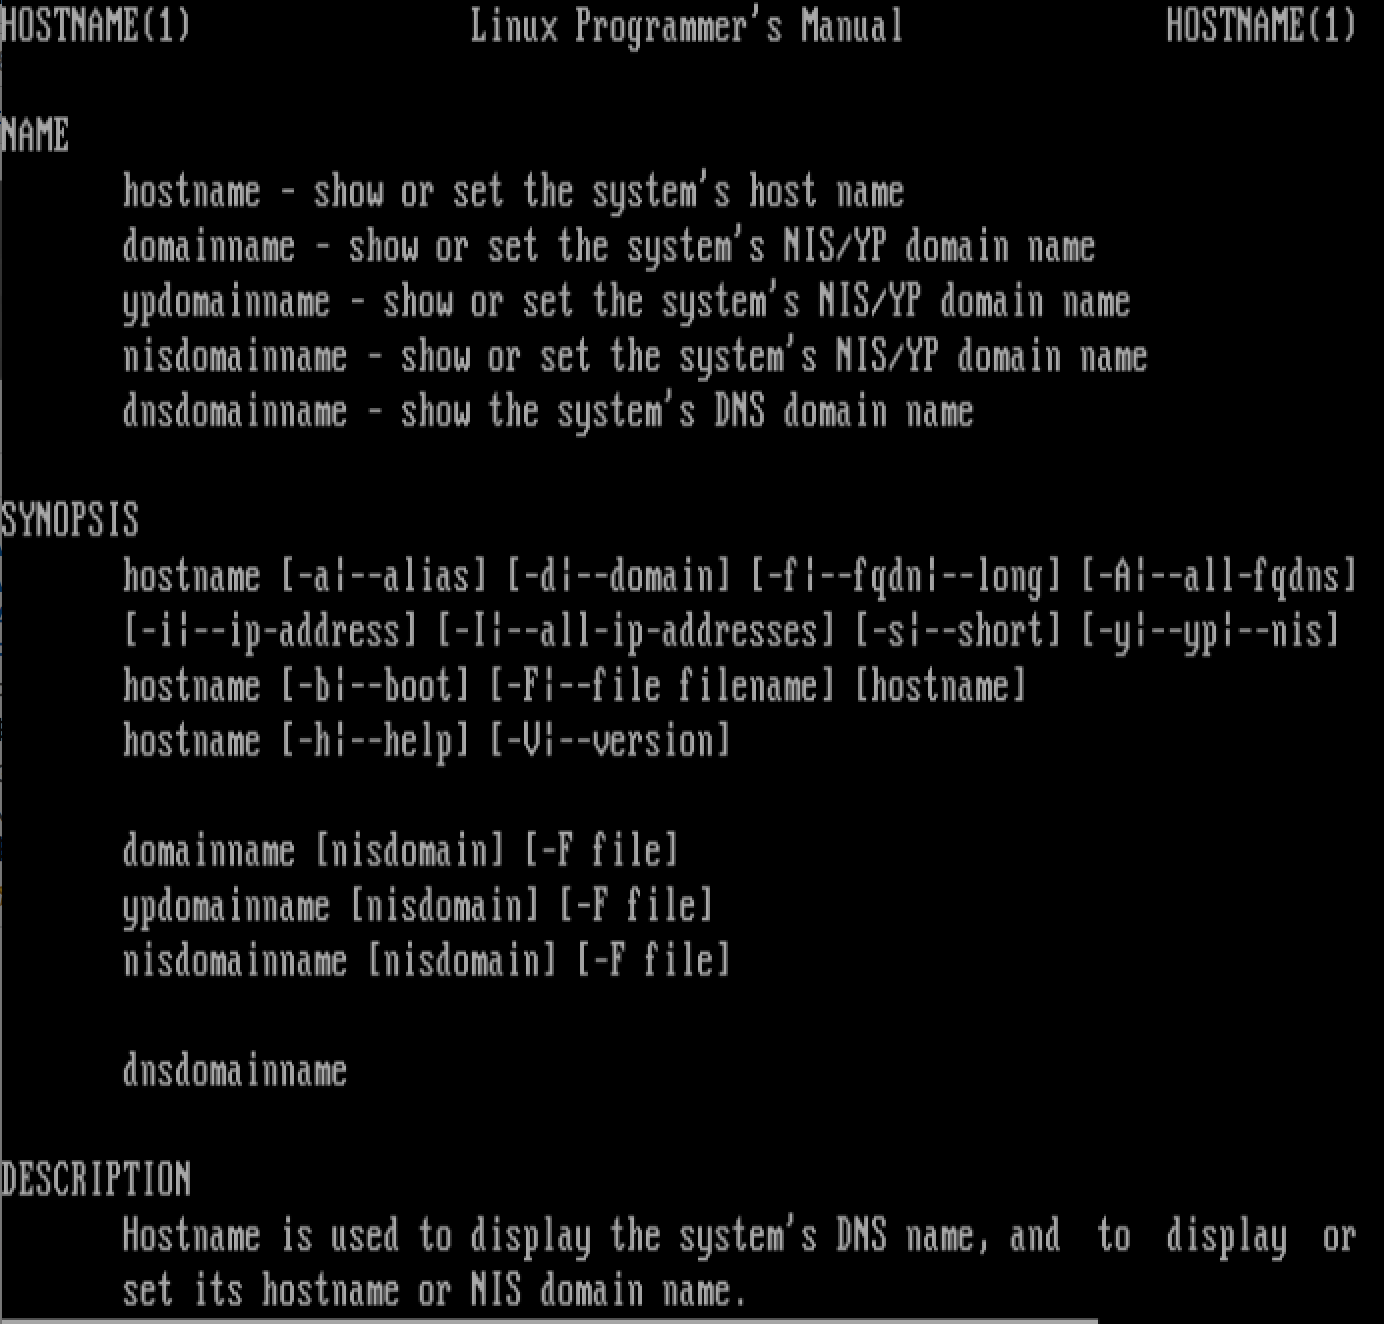 HOSTNAME(1) Linux Programmer's Manual HOSTNAME(1)
NAME
hostname - show or set the system's host name
domainname - show or set the system's NIS/YP domain name
ypdomainname - show or set the system's NIS/YP domain name
nisdomainname - show or set the system's NIS/YP domain name
dnsdomainname - show the system's DNS domain name
SYNOPSIS
hostname [-a|--alias] [-d|--domain] [-f|--fqdn|--long] [-A|--all-fqdns]
[-i|--ip-address] [-I|--all-ip-addresses] [-s|--short] [-y|--yp|--nis]
hostname [-b|--boot] [-F|--file filename] [hostname]
hostname [-h|--help] [-V|--version]
domainname [nisdomain] [-F file]
ypdomainname [nisdomain] [-F file]
nisdomainname [nisdomain] [-F file]
dnsdomainname
DESCRIPTION
Hostname is used to display the system's DNS name, and to display or
set its hostname or NIS domain name.